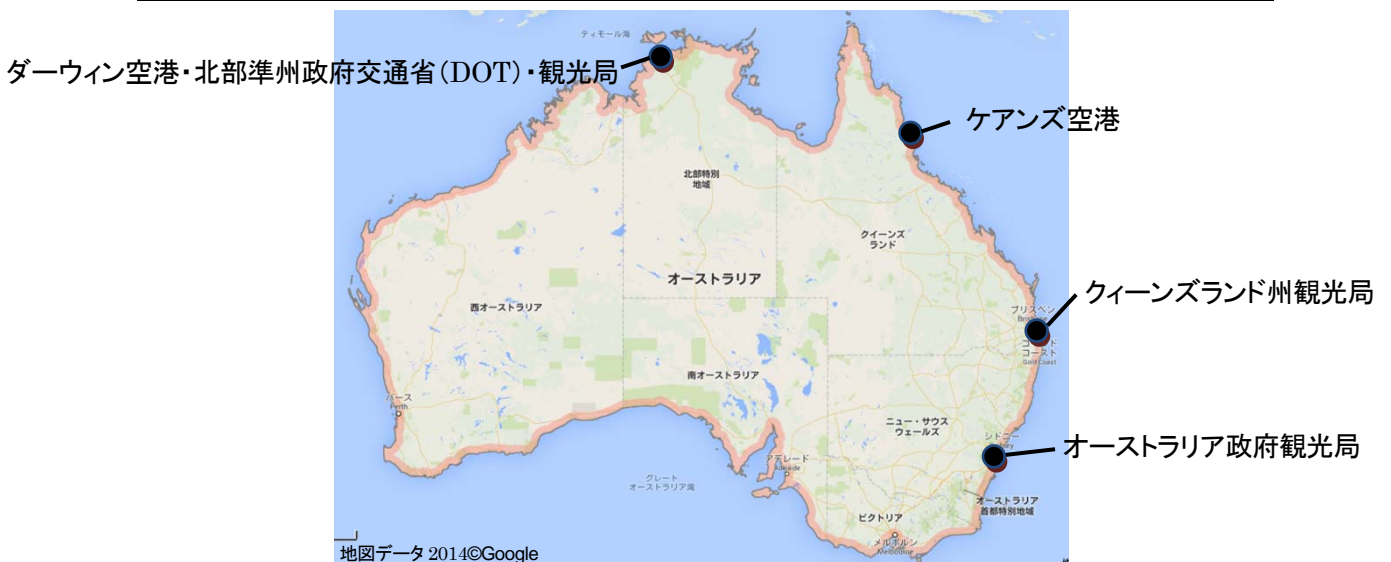 ティモール海
ダーウィン空港・北部準州政府交通省(DOT)・観光局
ケアンズ空港
北部特別
地域
クイーンズ
ランド
オーストラリア
西オーストラリア
クィーンズランド州観光局
ブリスベン
コースト
Gold Coast
南オーストラリア
パース
Perth
ニュー・サウス
ウェールズ
シドニー
オーストラリア政府観光局
アデレード
Adelaide
グレート
オーストラリア湾
オーストラリア
首都特別地域
ビクトリア
メルボルン
Melbourne
地図データ 2014©Google